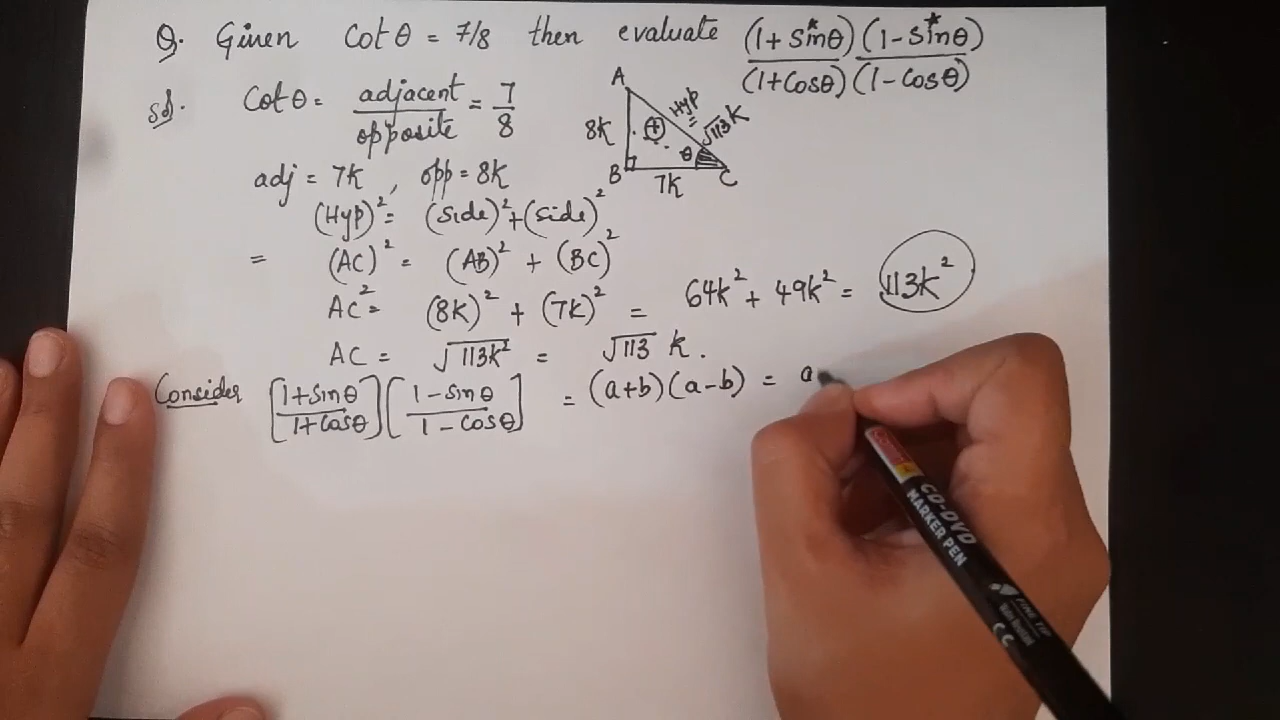 Q. Given Cot θ = 7/8 then evaluate (1 + Sinθ)(1 - Sinθ) / (1 + Cosθ)(1 - Cosθ)
Sol. Cot θ = adjacent / opposite = 7 / 8
A
8K
Hyp = √113 K
θ
B 7K C
adj = 7K , opp = 8K
(Hyp)² = (Side)² + (Side)²
= (AC)² = (AB)² + (BC)²
AC² = (8K)² + (7K)² = 64K² + 49K² = 113K²
AC = √113K² = √113 K.
Consider [1 + Sinθ / 1 + Cosθ] [1 - Sinθ / 1 - Cosθ] = (a+b)(a-b) = a
CD-DVD
MARKER PEN
FINE TIP